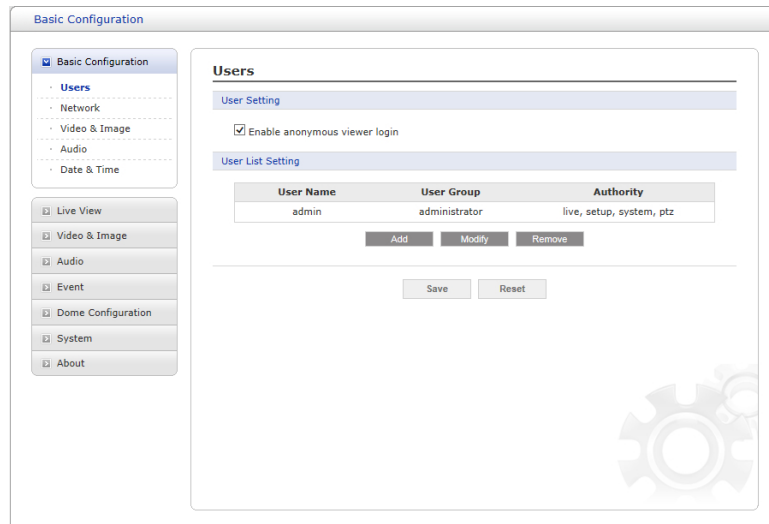 Basic Configuration
Basic Configuration
Users
Network
Video & Image
Audio
Date & Time
Live View
Video & Image
Audio
Event
Dome Configuration
System
About
Users
User Setting
Enable anonymous viewer login
User List Setting
User Name User Group Authority
admin administrator live, setup, system, ptz
Add Modify Remove
Save Reset